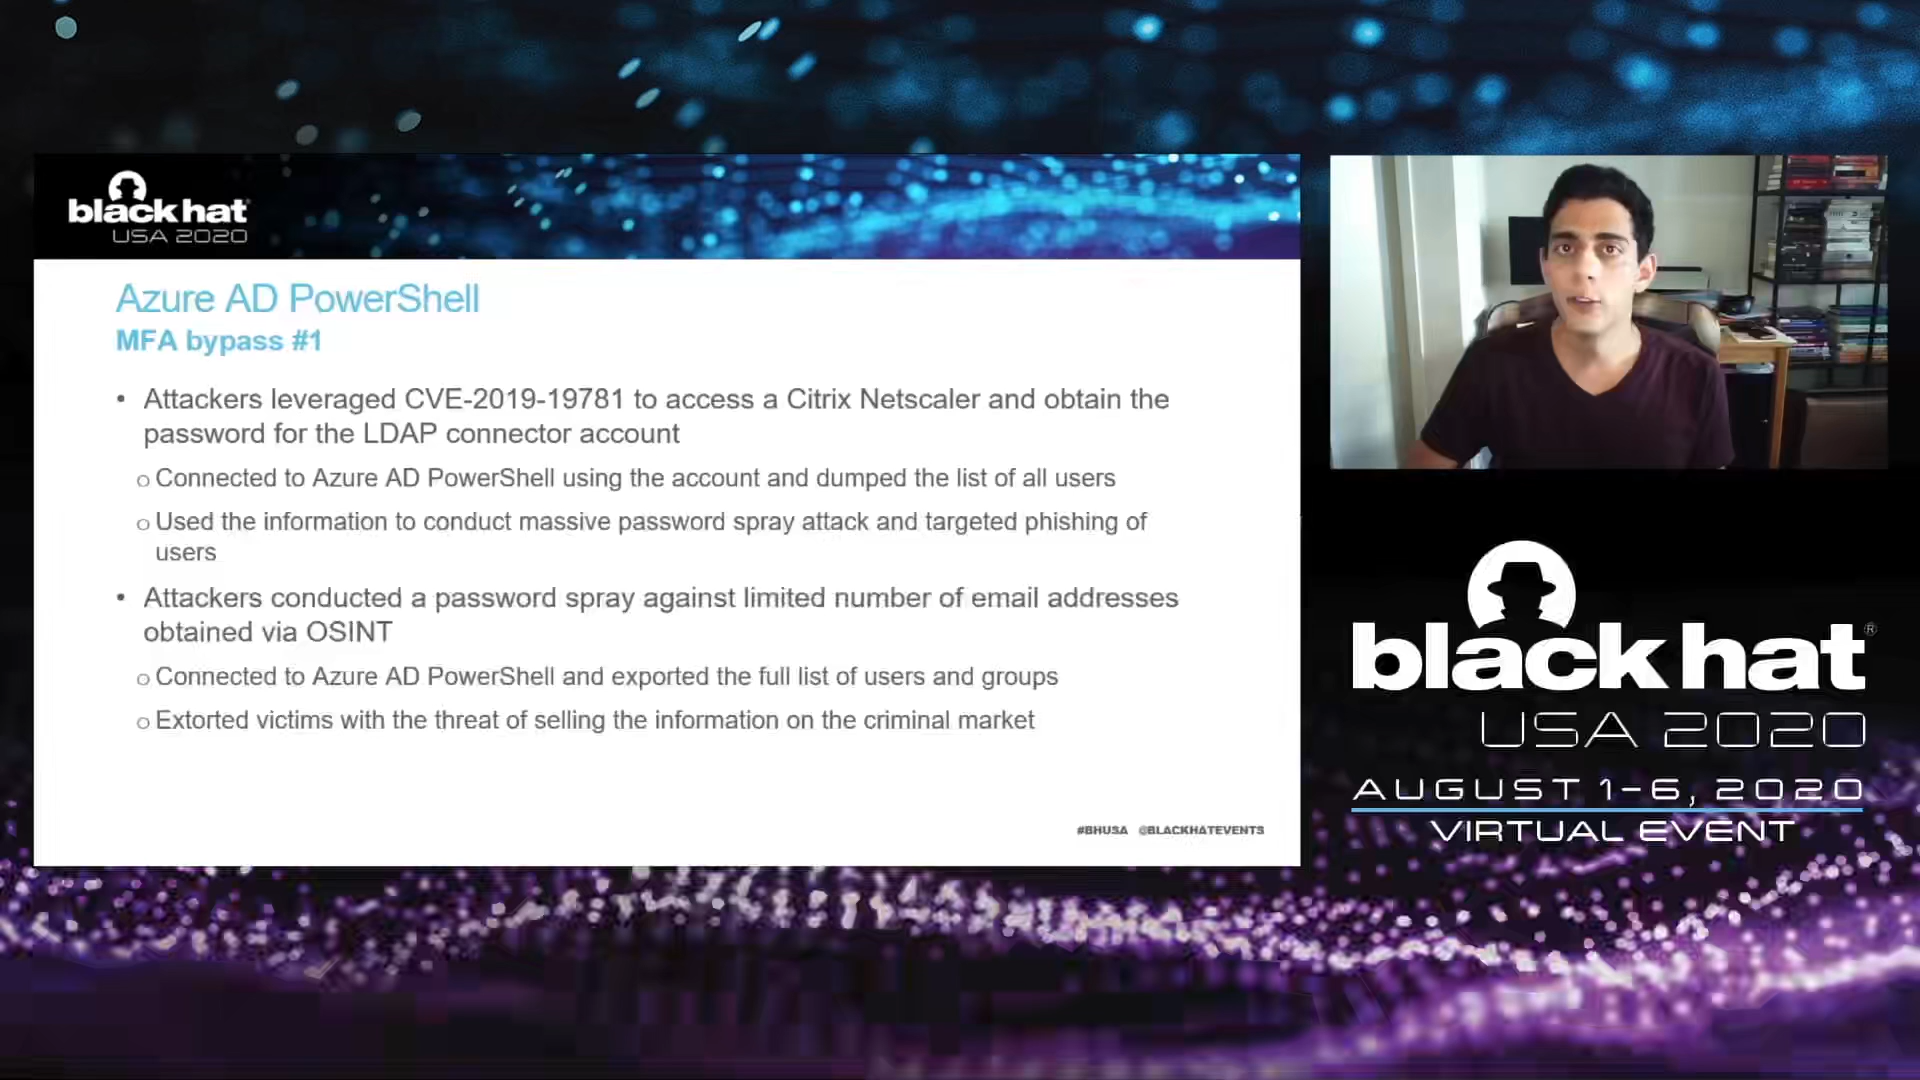 black hat
USA 2020
Azure AD PowerShell
MFA bypass #1
• Attackers leveraged CVE-2019-19781 to access a Citrix Netscaler and obtain the
password for the LDAP connector account
o Connected to Azure AD PowerShell using the account and dumped the list of all users
o Used the information to conduct massive password spray attack and targeted phishing of
users
• Attackers conducted a password spray against limited number of email addresses
obtained via OSINT
o Connected to Azure AD PowerShell and exported the full list of users and groups
o Extorted victims with the threat of selling the information on the criminal market
#BHUSA @BLACKHATEVENTS
black hat®
USA 2020
AUGUST 1-6, 2020
VIRTUAL EVENT